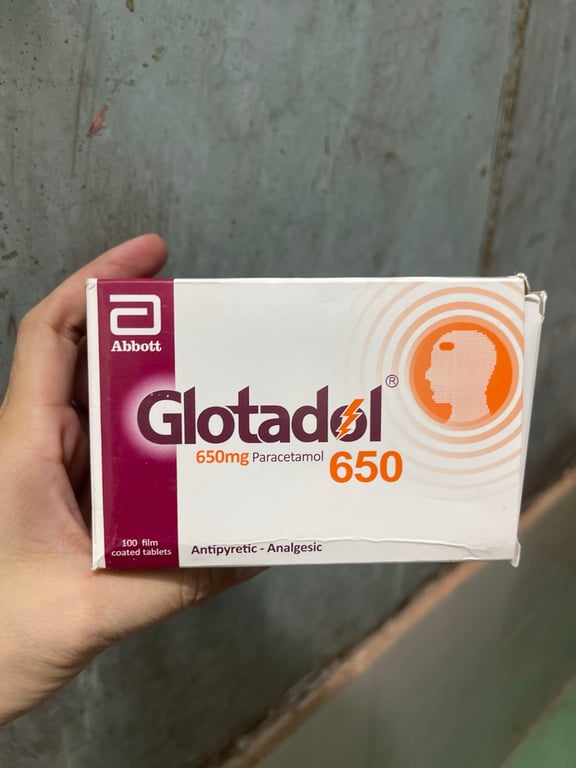 Abbott
Glotadol®
650mg Paracetamol 650
100 film
coated tablets
Antipyretic - Analgesic